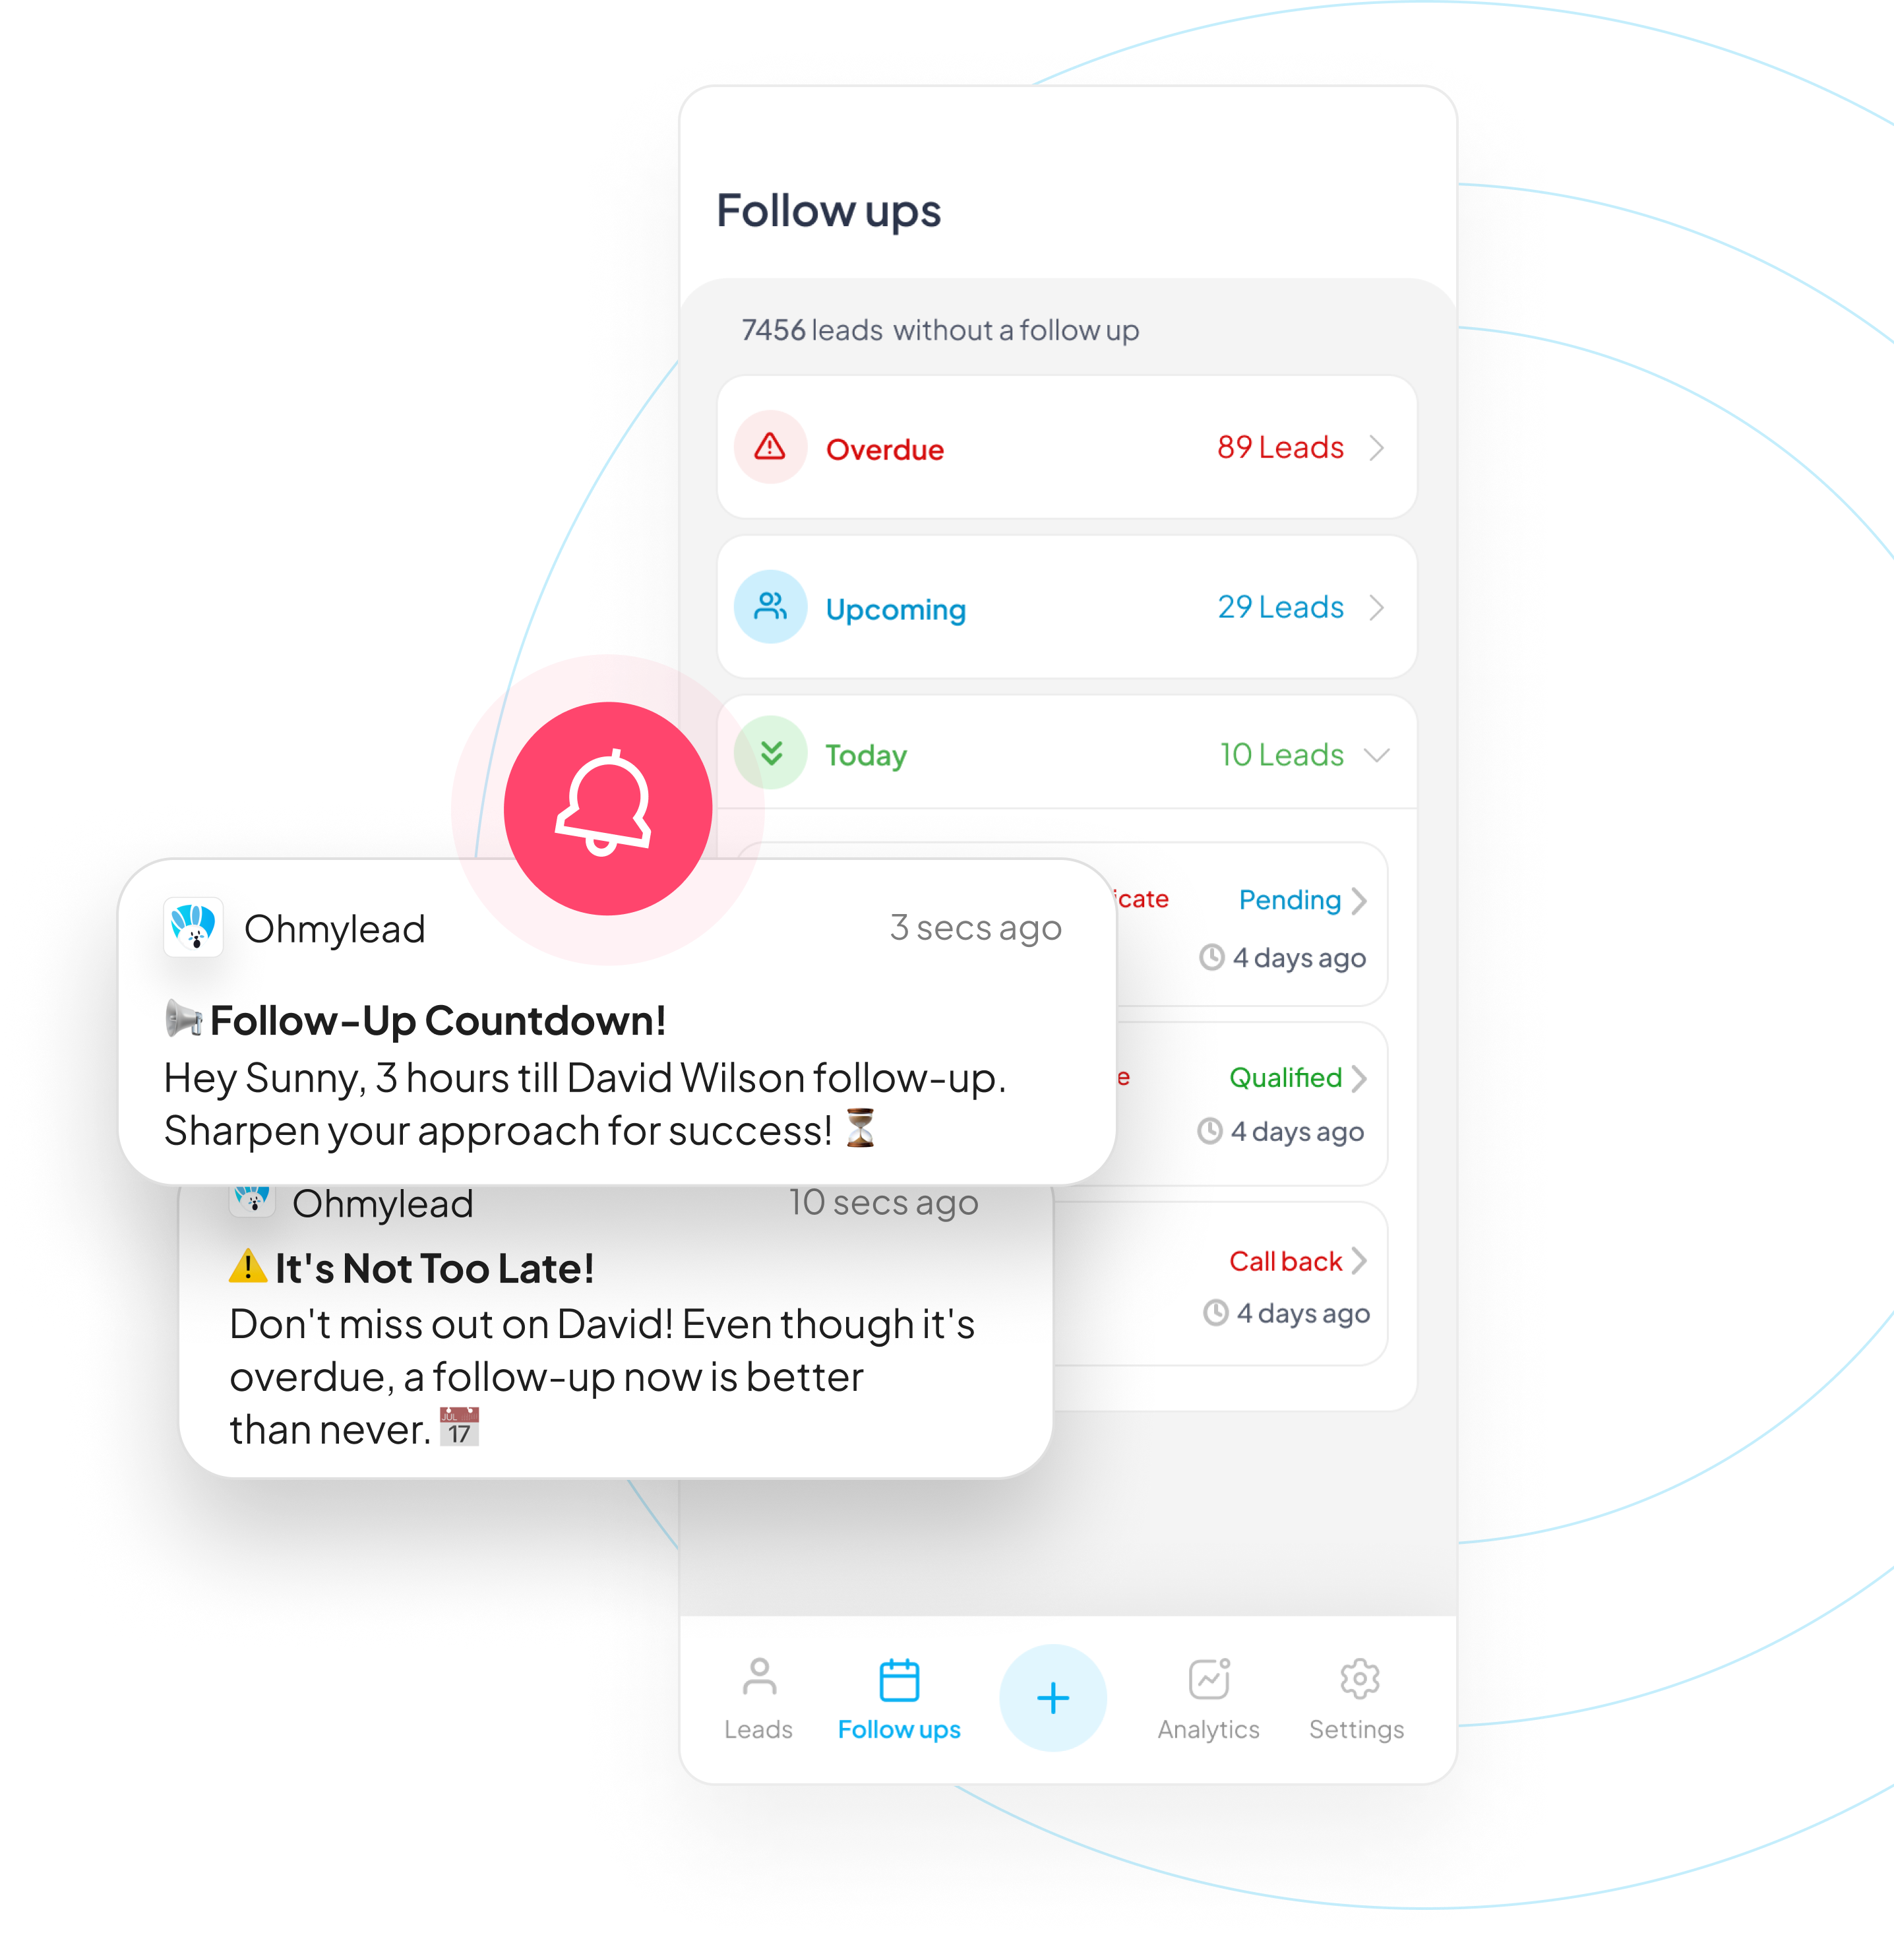 Follow ups
7456 leads without a follow up
Overdue
89 Leads
Upcoming
29 Leads
Today
10 Leads
Pending
4 days ago
Qualified
4 days ago
Call back
4 days ago
Ohmylead
3 secs ago
Follow-Up Countdown!
Hey Sunny, 3 hours till David Wilson follow-up.
Sharpen your approach for success!
Ohmylead
10 secs ago
It's Not Too Late!
Don't miss out on David! Even though it's
overdue, a follow-up now is better
than never.
JUL
17
Leads
Follow ups
Analytics
Settings